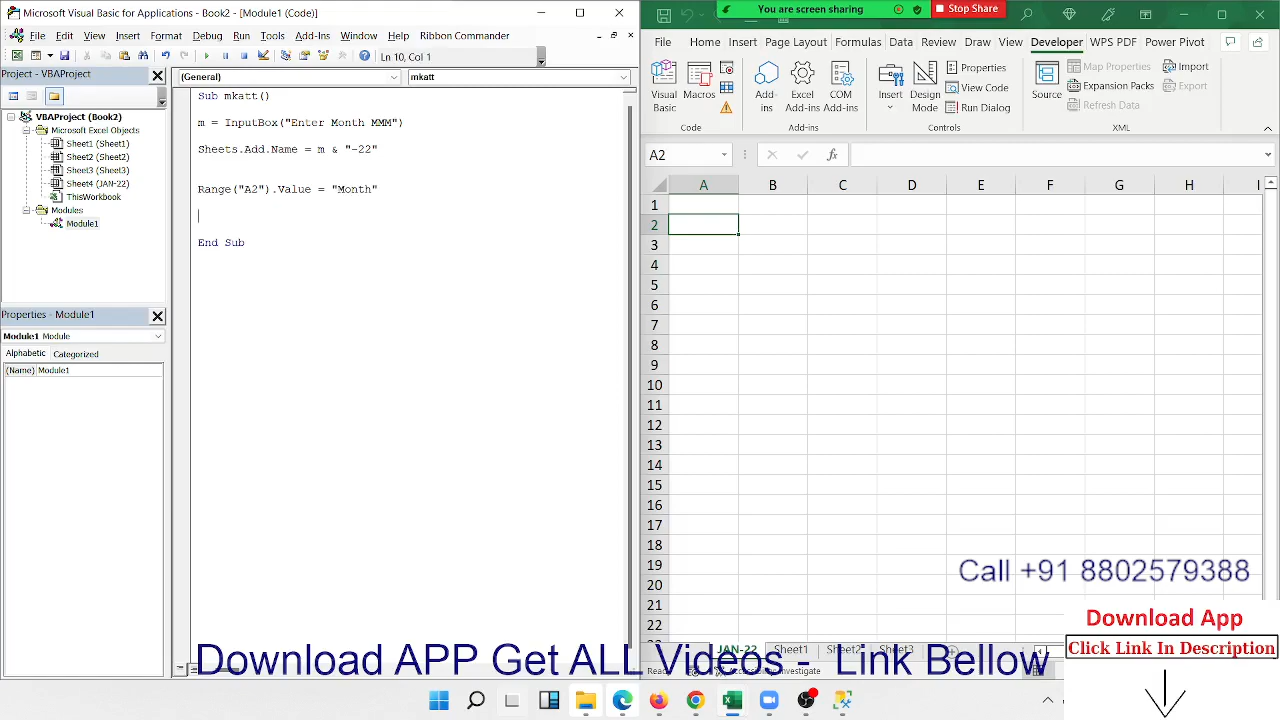 Microsoft Visual Basic for Applications - Book2 - [Module1 (Code)]
File Edit View Insert Format Debug Run Tools Add-Ins Window Help Ribbon Commander
Ln 10, Col 1
Project - VBAProject
VBAProject (Book2)
Microsoft Excel Objects
Sheet1 (Sheet1)
Sheet2 (Sheet2)
Sheet3 (Sheet3)
Sheet4 (JAN-22)
ThisWorkbook
Modules
Module1
Properties - Module1
Module1 Module
Alphabetic Categorized
(Name) Module1
(General) mkatt
Sub mkatt()
m = InputBox("Enter Month MMM")
Sheets.Add.Name = m & "-22"
Range("A2").Value = "Month"
End Sub
You are screen sharing Stop Share
File Home Insert Page Layout Formulas Data Review Draw View Developer WPS PDF Power Pivot
Visual Basic
Macros
Code
Add-ins
Excel Add-ins
COM Add-ins
Add-ins
Insert
Design Mode
Properties
View Code
Run Dialog
Controls
Source
Map Properties
Expansion Packs
Refresh Data
Import
Export
XML
A2 fx
A B C D E F G H I
1
2
3
4
5
6
7
8
9
10
11
12
13
14
15
16
17
18
19
20
21
22
JAN-22 Sheet1 Sheet2 Sheet3
Call +91 8802579388
Download App
Click Link In Description
Download APP Get ALL Videos - Link Bellow